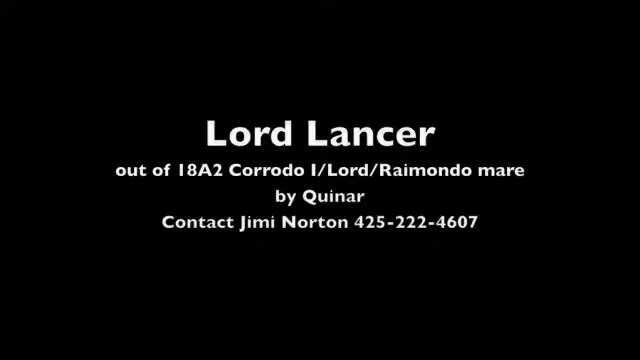 Lord Lancer
out of 18A2 Corrodo I/Lord/Raimondo mare
by Quinar
Contact Jimi Norton 425-222-4607